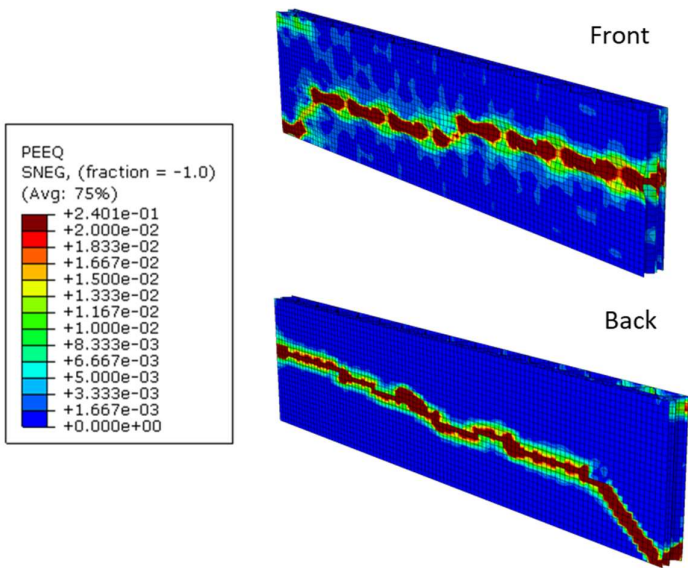 Front
PEEQ
SNEG, (fraction = -1.0)
(Avg: 75%)
+2.401e-01
+2.000e-02
+1.833e-02
+1.667e-02
+1.500e-02
+1.333e-02
+1.167e-02
+1.000e-02
+8.333e-03
+6.667e-03
+5.000e-03
+3.333e-03
+1.667e-03
+0.000e+00
Back